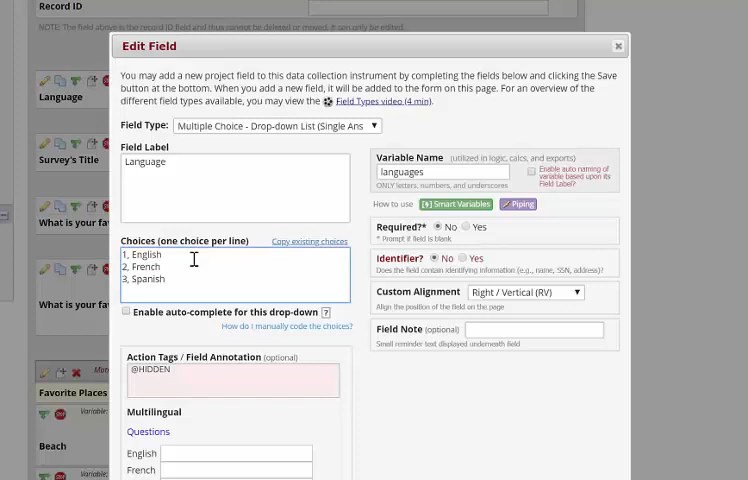 Record ID
NOTE: The field above is the record ID field and thus cannot be deleted or moved. It can only be edited.
Edit Field
You may add a new project field to this data collection instrument by completing the fields below and clicking the Save
button at the bottom. When you add a new field, it will be added to the form on this page. For an overview of the
different field types available, you may view the Field Types video (4 min).
Field Type: Multiple Choice - Drop-down List (Single Ans
Field Label
Language
Variable Name (utilized in logic, calcs, and exports)
languages
Enable auto naming of
variable based upon its
Field Label?
ONLY letters, numbers, and underscores
How to use Smart Variables Piping
Required?* No Yes
* Prompt if field is blank
Choices (one choice per line) Copy existing choices
1, English
2, French
3, Spanish
Identifier? No Yes
Does the field contain identifying information (e.g., name, SSN, address)?
Custom Alignment Right / Vertical (RV)
Align the position of the field on the page
Enable auto-complete for this drop-down ?
How do I manually code the choices?
Field Note (optional)
Small reminder text displayed underneath field
Action Tags / Field Annotation (optional)
@HIDDEN
Multilingual
Questions
English
French
Language
Survey's Title
What is your fav
What is your fav
Favorite Places
Variable:
Beach
Variable: